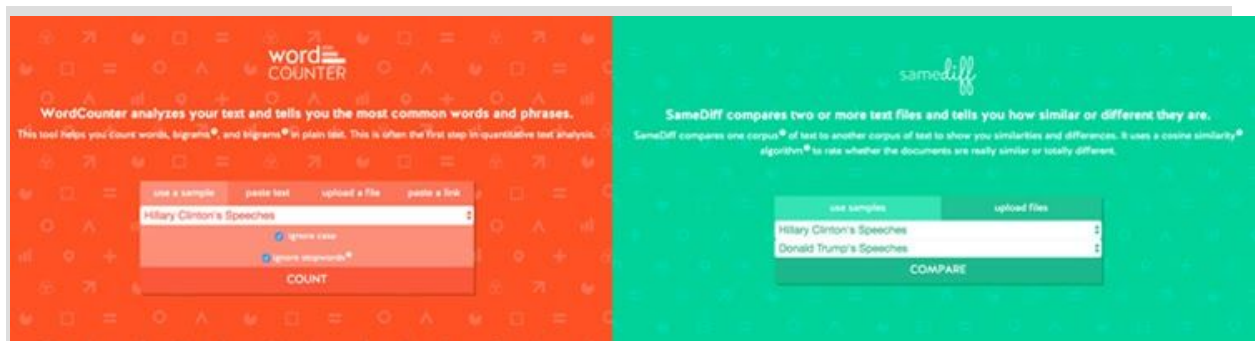 word
COUNTER
WordCounter analyzes your text and tells you the most common words and phrases.
This tool helps you count words, bigrams, and trigrams in plain text. This is often the first step in quantitative text analysis.
use a sample paste text upload a file paste a link
Hillary Clinton's Speeches
ignore case
ignore stopwords
COUNT
samediff
SameDiff compares two or more text files and tells you how similar or different they are.
SameDiff compares one corpus of text to another corpus of text to show you similarities and differences. It uses a cosine similarity
algorithm to rate whether the documents are really similar or totally different.
use samples upload files
Hillary Clinton's Speeches
Donald Trump's Speeches
COMPARE